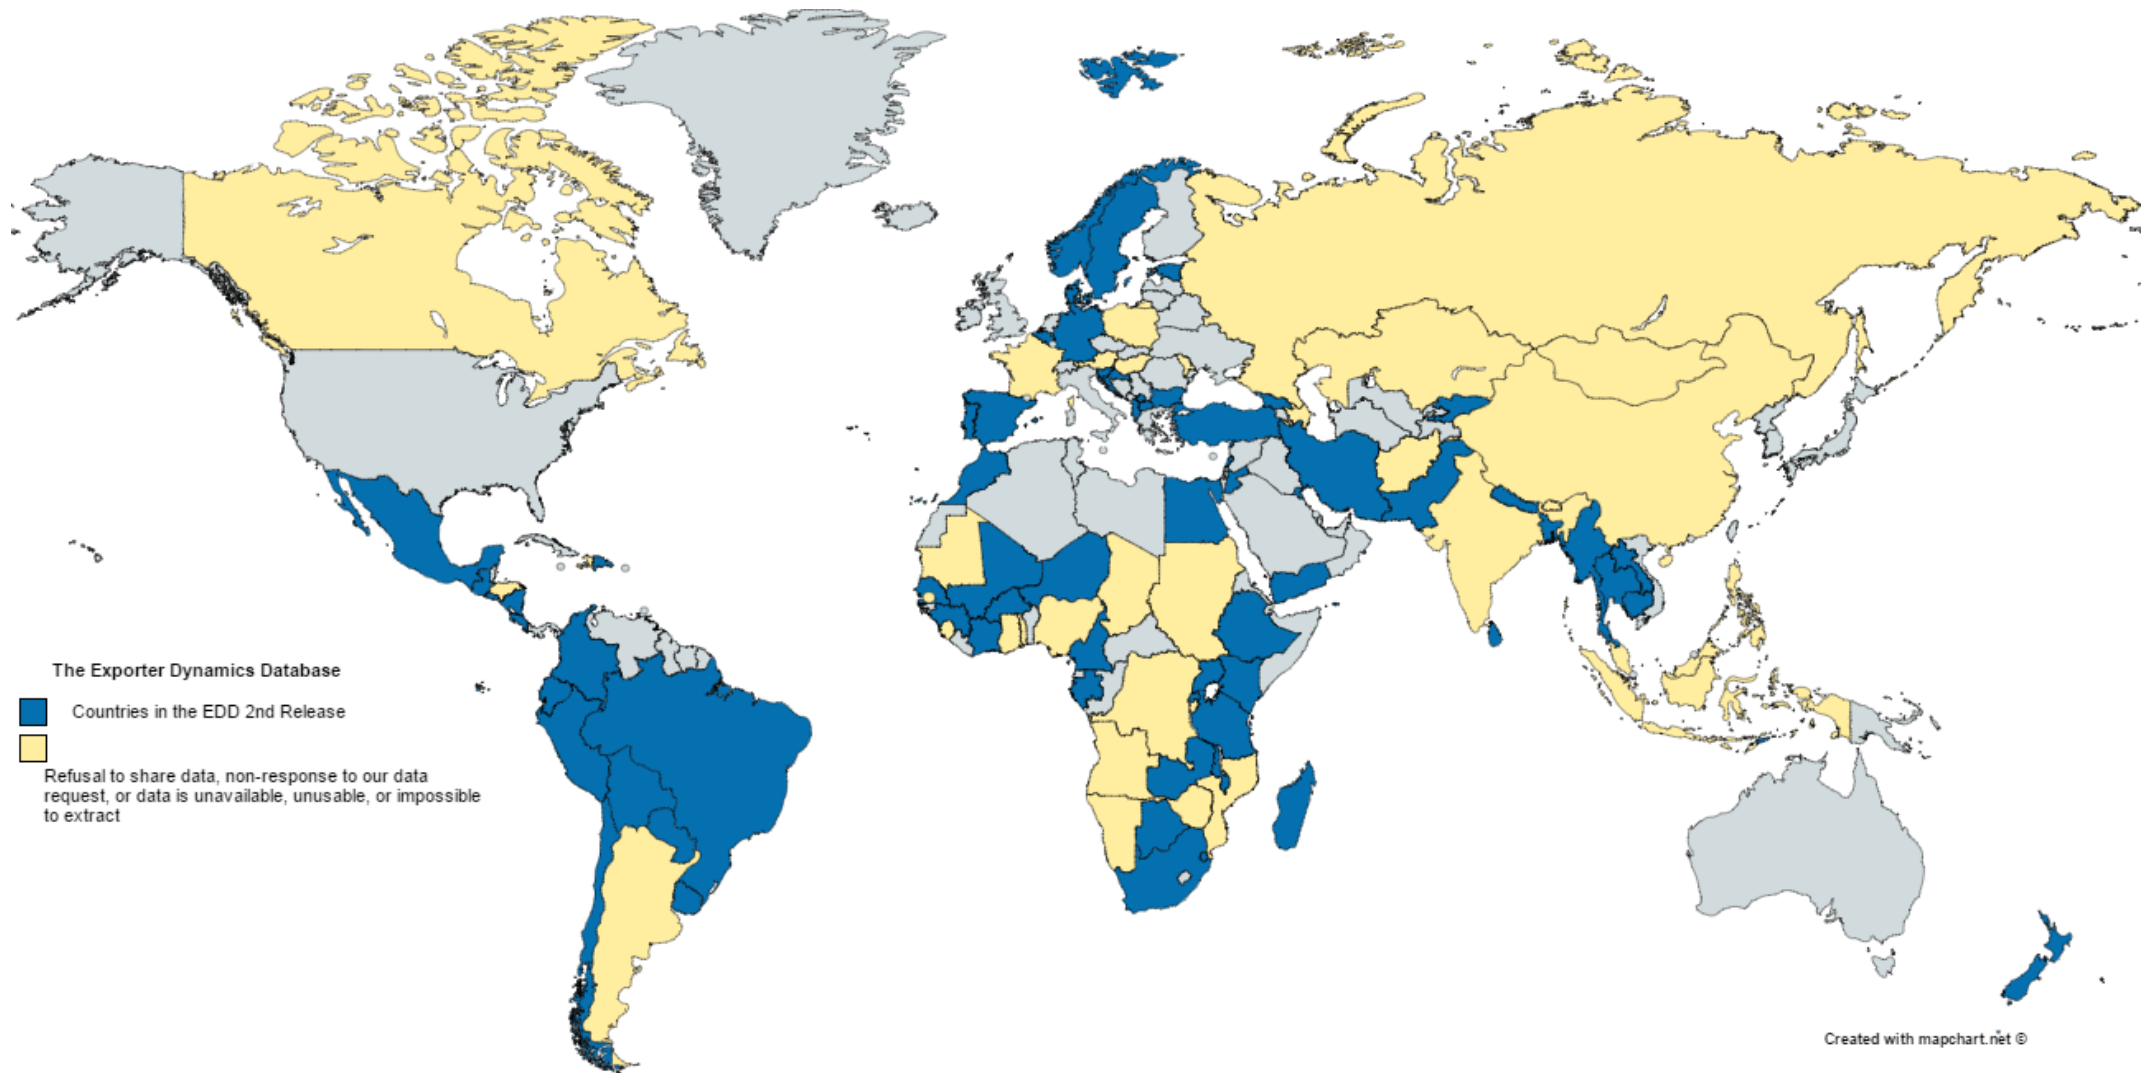 The Exporter Dynamics Database
Countries in the EDD 2nd Release
Refusal to share data, non-response to our data
request, or data is unavailable, unusable, or impossible
to extract
Created with mapchart.net ©